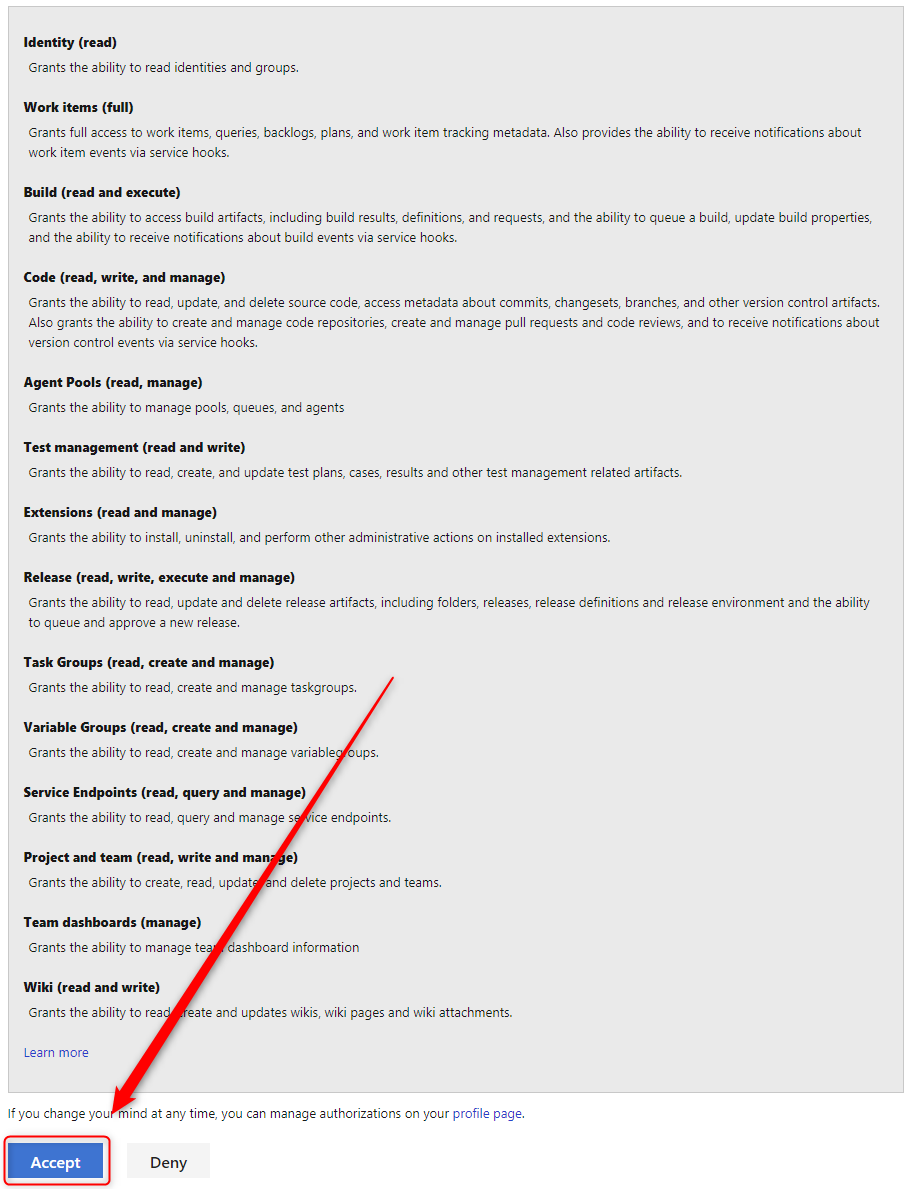 Identity (read)
Grants the ability to read identities and groups.
Work items (full)
Grants full access to work items, queries, backlogs, plans, and work item tracking metadata. Also provides the ability to receive notifications about
work item events via service hooks.
Build (read and execute)
Grants the ability to access build artifacts, including build results, definitions, and requests, and the ability to queue a build, update build properties,
and the ability to receive notifications about build events via service hooks.
Code (read, write, and manage)
Grants the ability to read, update, and delete source code, access metadata about commits, changesets, branches, and other version control artifacts.
Also grants the ability to create and manage code repositories, create and manage pull requests and code reviews, and to receive notifications about
version control events via service hooks.
Agent Pools (read, manage)
Grants the ability to manage pools, queues, and agents
Test management (read and write)
Grants the ability to read, create, and update test plans, cases, results and other test management related artifacts.
Extensions (read and manage)
Grants the ability to install, uninstall, and perform other administrative actions on installed extensions.
Release (read, write, execute and manage)
Grants the ability to read, update and delete release artifacts, including folders, releases, release definitions and release environment and the ability
to queue and approve a new release.
Task Groups (read, create and manage)
Grants the ability to read, create and manage taskgroups.
Variable Groups (read, create and manage)
Grants the ability to read, create and manage variablegroups.
Service Endpoints (read, query and manage)
Grants the ability to read, query and manage service endpoints.
Project and team (read, write and manage)
Grants the ability to create, read, update, and delete projects and teams.
Team dashboards (manage)
Grants the ability to manage team dashboard information
Wiki (read and write)
Grants the ability to read, create and updates wikis, wiki pages and wiki attachments.
Learn more
If you change your mind at any time, you can manage authorizations on your profile page.
Accept Deny